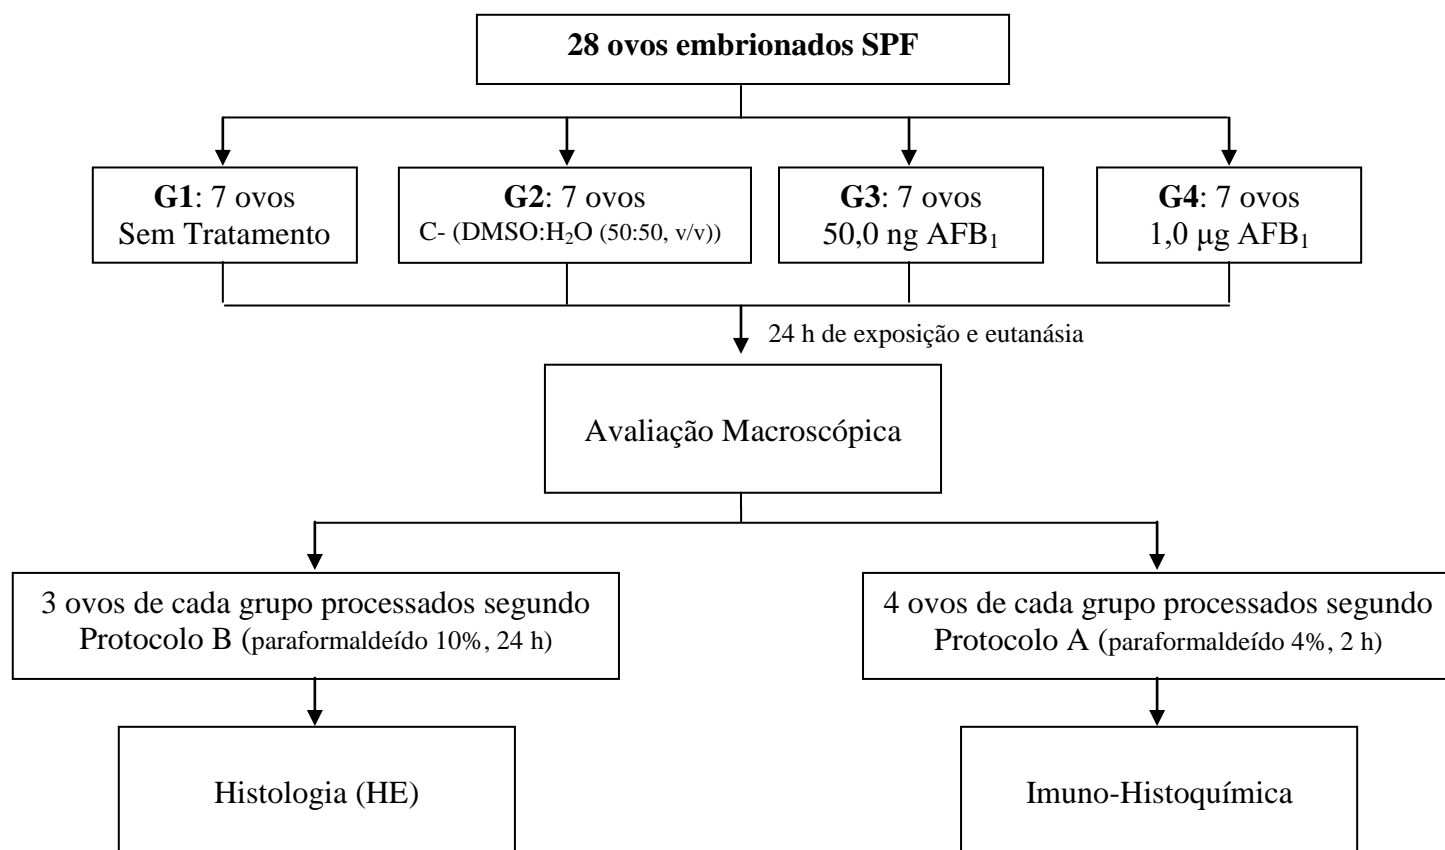 28 ovos embrionados SPF
G1: 7 ovos
Sem Tratamento
G2: 7 ovos
C- (DMSO:H₂O (50:50, v/v))
G3: 7 ovos
50,0 ng AFB₁
G4: 7 ovos
1,0 µg AFB₁
24 h de exposição e eutanásia
Avaliação Macroscópica
3 ovos de cada grupo processados segundo
Protocolo B (paraformaldeído 10%, 24 h)
4 ovos de cada grupo processados segundo
Protocolo A (paraformaldeído 4%, 2 h)
Histologia (HE)
Imuno-Histoquímica